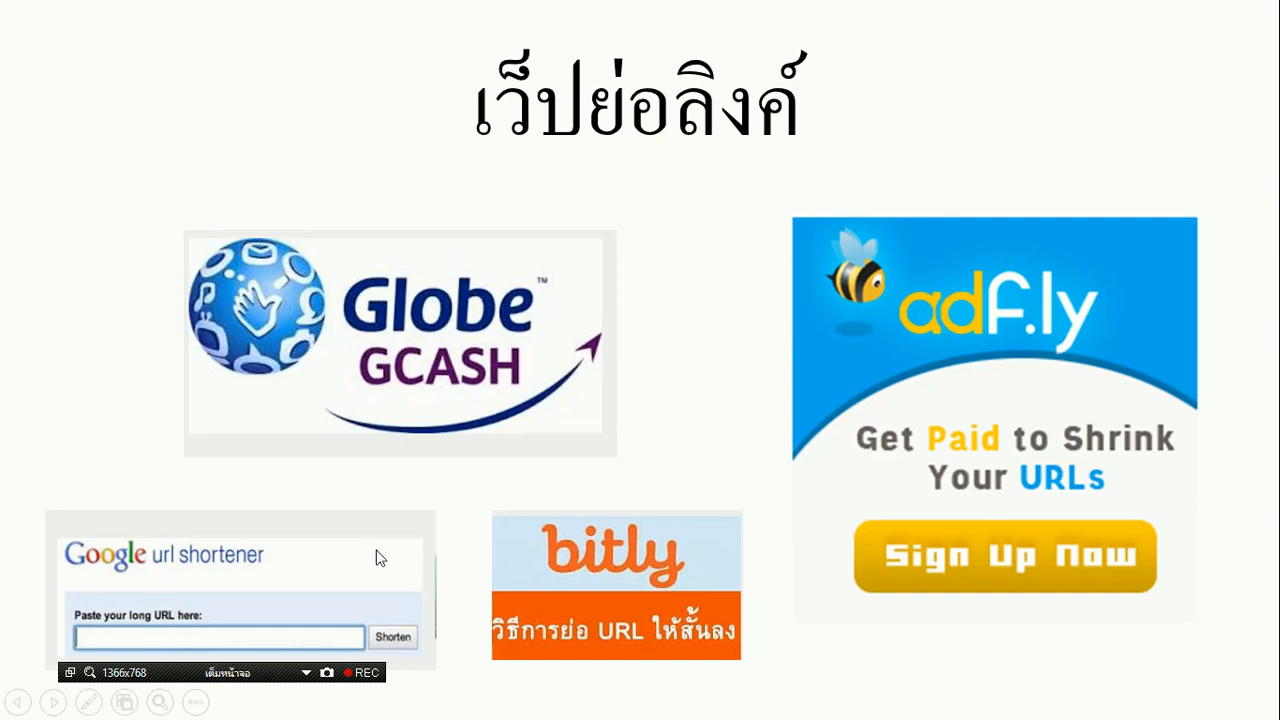 เว็ปย่อลิงค์
Globe™
GCASH
adf.ly
Get Paid to Shrink
Your URLs
Sign Up Now
Google url shortener
Paste your long URL here:
Shorten
bitly
วิธีการย่อ URL ให้สั้นลง
1366x768 เต็มหน้าจอ REC